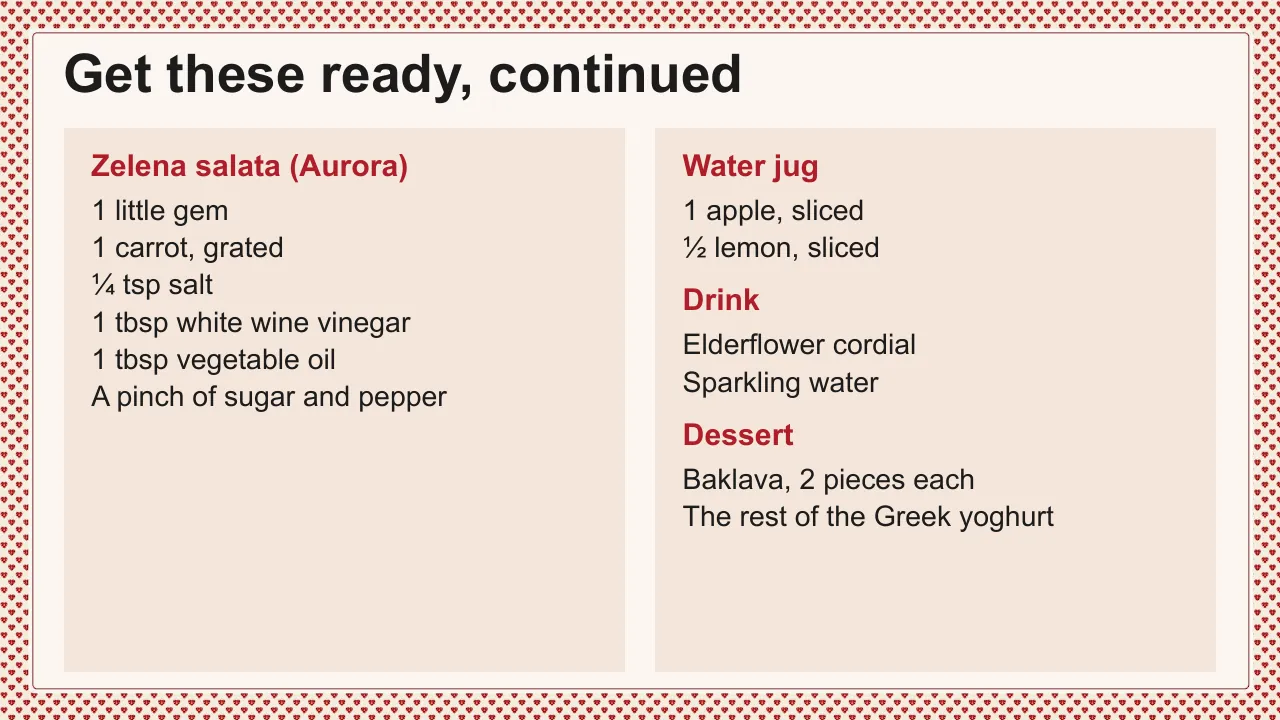 Get these ready, continued
Zelena salata (Aurora)
1 little gem
1 carrot, grated
¼ tsp salt
1 tbsp white wine vinegar
1 tbsp vegetable oil
A pinch of sugar and pepper
Water jug
1 apple, sliced
½ lemon, sliced
Drink
Elderflower cordial
Sparkling water
Dessert
Baklava, 2 pieces each
The rest of the Greek yoghurt